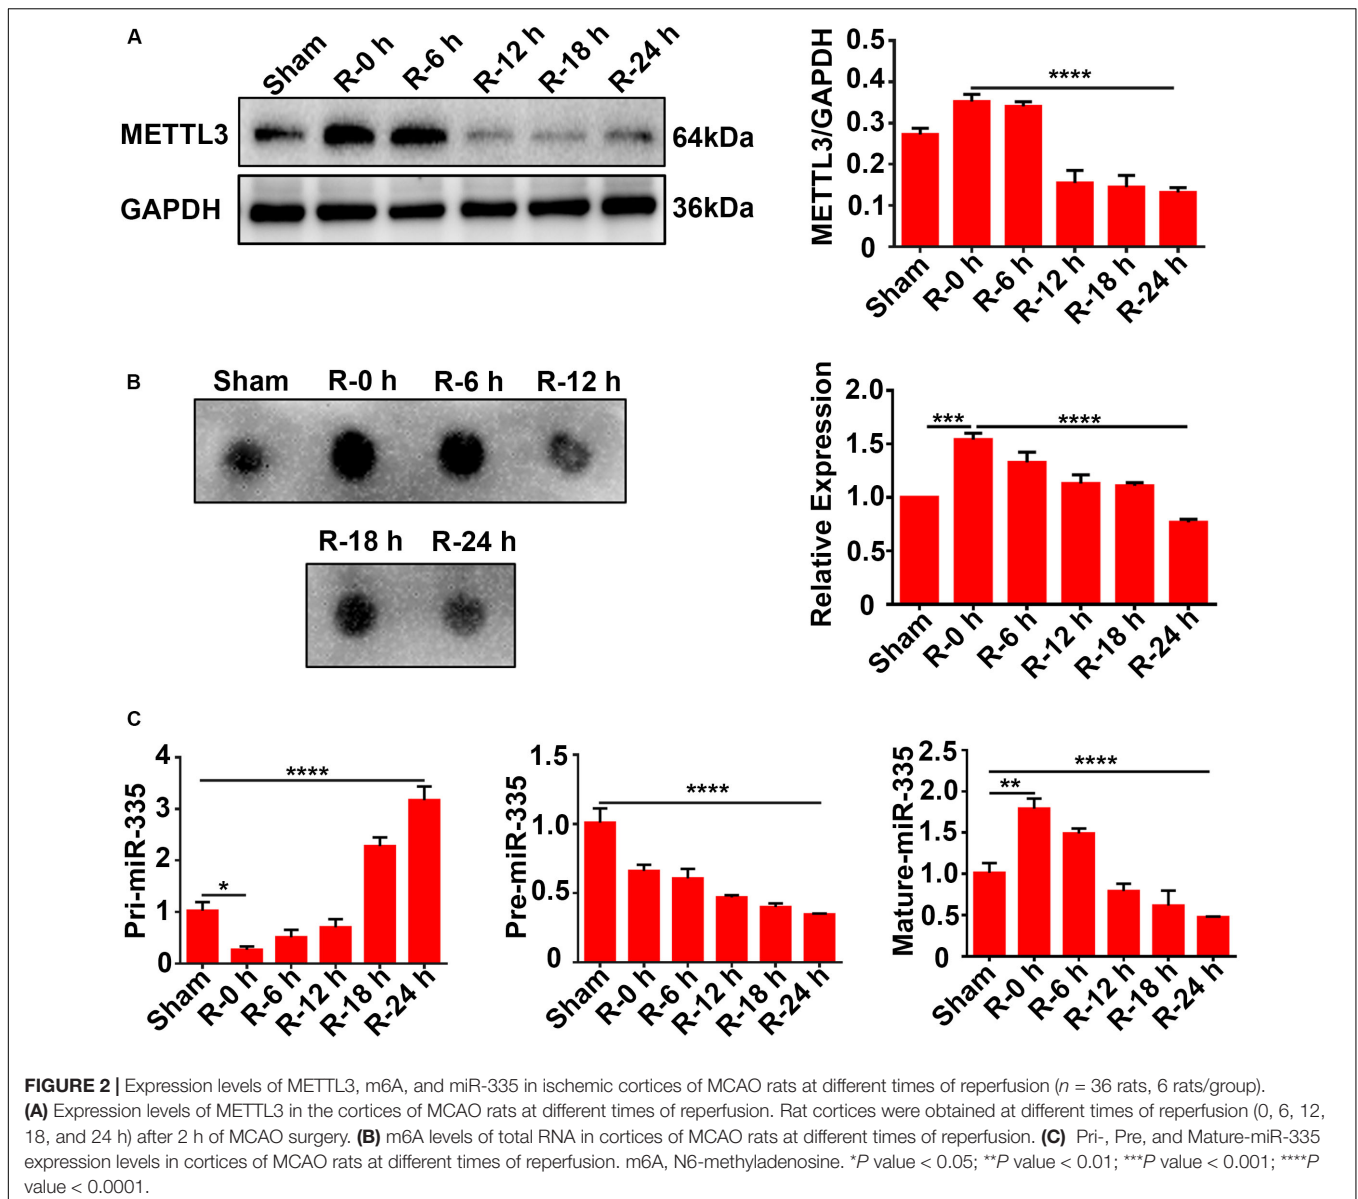 A
Sham R-0 h R-6 h R-12 h R-18 h R-24 h
METTL3 64kDa
GAPDH 36kDa
METTL3/GAPDH
0.5
0.4
0.3
0.2
0.1
0
****
Sham R-0 h R-6 h R-12 h R-18 h R-24 h
B
Sham R-0 h R-6 h R-12 h
R-18 h R-24 h
Relative Expression
2.0
1.5
1.0
0.5
0
*** ****
Sham R-0 h R-6 h R-12 h R-18 h R-24 h
C
Pri-miR-335
4
3
2
1
0
****
*
Sham R-0 h R-6 h R-12 h R-18 h R-24 h
Pre-miR-335
1.5
1.0
0.5
0
****
Sham R-0 h R-6 h R-12 h R-18 h R-24 h
Mature-miR-335
2.5
2.0
1.5
1.0
0.5
0
****
**
Sham R-0 h R-6 h R-12 h R-18 h R-24 h
FIGURE 2 | Expression levels of METTL3, m6A, and miR-335 in ischemic cortices of MCAO rats at different times of reperfusion (n = 36 rats, 6 rats/group).
(A) Expression levels of METTL3 in the cortices of MCAO rats at different times of reperfusion. Rat cortices were obtained at different times of reperfusion (0, 6, 12,
18, and 24 h) after 2 h of MCAO surgery. (B) m6A levels of total RNA in cortices of MCAO rats at different times of reperfusion. (C) Pri-, Pre, and Mature-miR-335
expression levels in cortices of MCAO rats at different times of reperfusion. m6A, N6-methyladenosine. *P value < 0.05; **P value < 0.01; ***P value < 0.001; ****P
value < 0.0001.